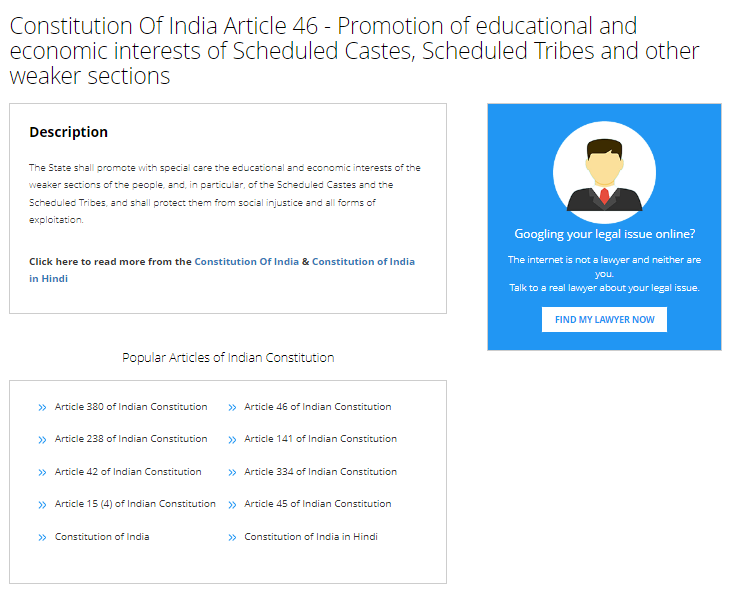 Constitution Of India Article 46 - Promotion of educational and
economic interests of Scheduled Castes, Scheduled Tribes and other
weaker sections
Description
The State shall promote with special care the educational and economic interests of the
weaker sections of the people, and, in particular, of the Scheduled Castes and the
Scheduled Tribes, and shall protect them from social injustice and all forms of
exploitation.
Click here to read more from the Constitution Of India & Constitution of India
in Hindi
Googling your legal issue online?
The internet is not a lawyer and neither are
you.
Talk to a real lawyer about your legal issue.
FIND MY LAWYER NOW
Popular Articles of Indian Constitution
» Article 380 of Indian Constitution » Article 46 of Indian Constitution
» Article 238 of Indian Constitution » Article 141 of Indian Constitution
» Article 42 of Indian Constitution » Article 334 of Indian Constitution
» Article 15 (4) of Indian Constitution » Article 45 of Indian Constitution
» Constitution of India » Constitution of India in Hindi